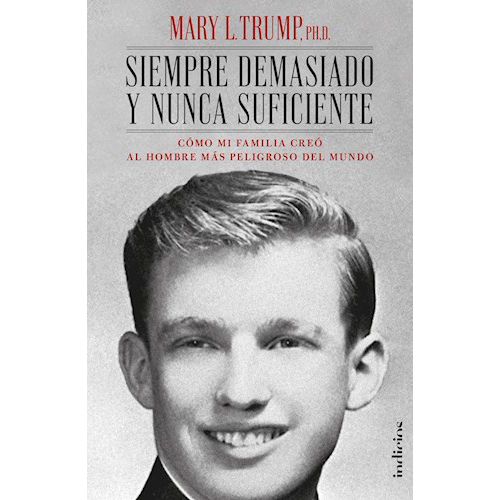 MARY L. TRUMP, PH.D.
SIEMPRE DEMASIADO
Y NUNCA SUFICIENTE
CÓMO MI FAMILIA CREÓ
AL HOMBRE MÁS PELIGROSO DEL MUNDO
indicios